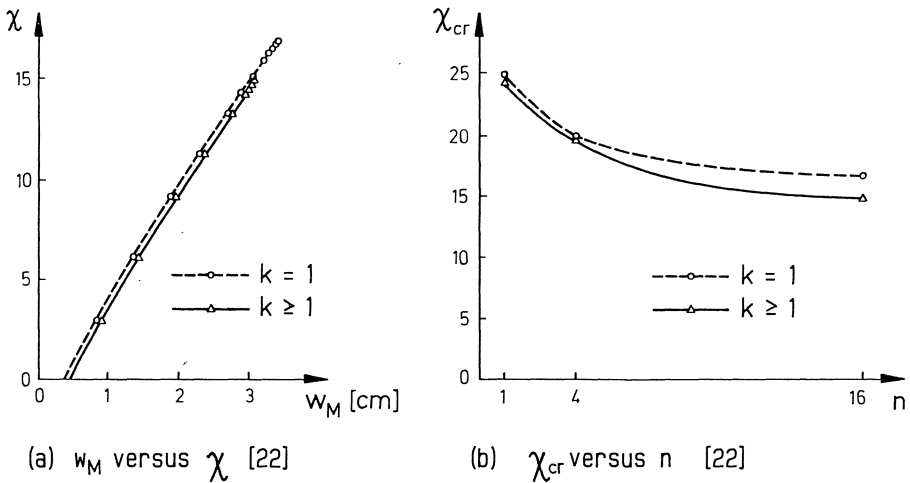 χ
15
10
5
0
0 1 2 3 w_M [cm]
k = 1
k ≥ 1
(a) w_M versus χ [22]
χ_cr
25
20
15
10
5
0
1 4 16 n
k = 1
k ≥ 1
(b) χ_cr versus n [22]